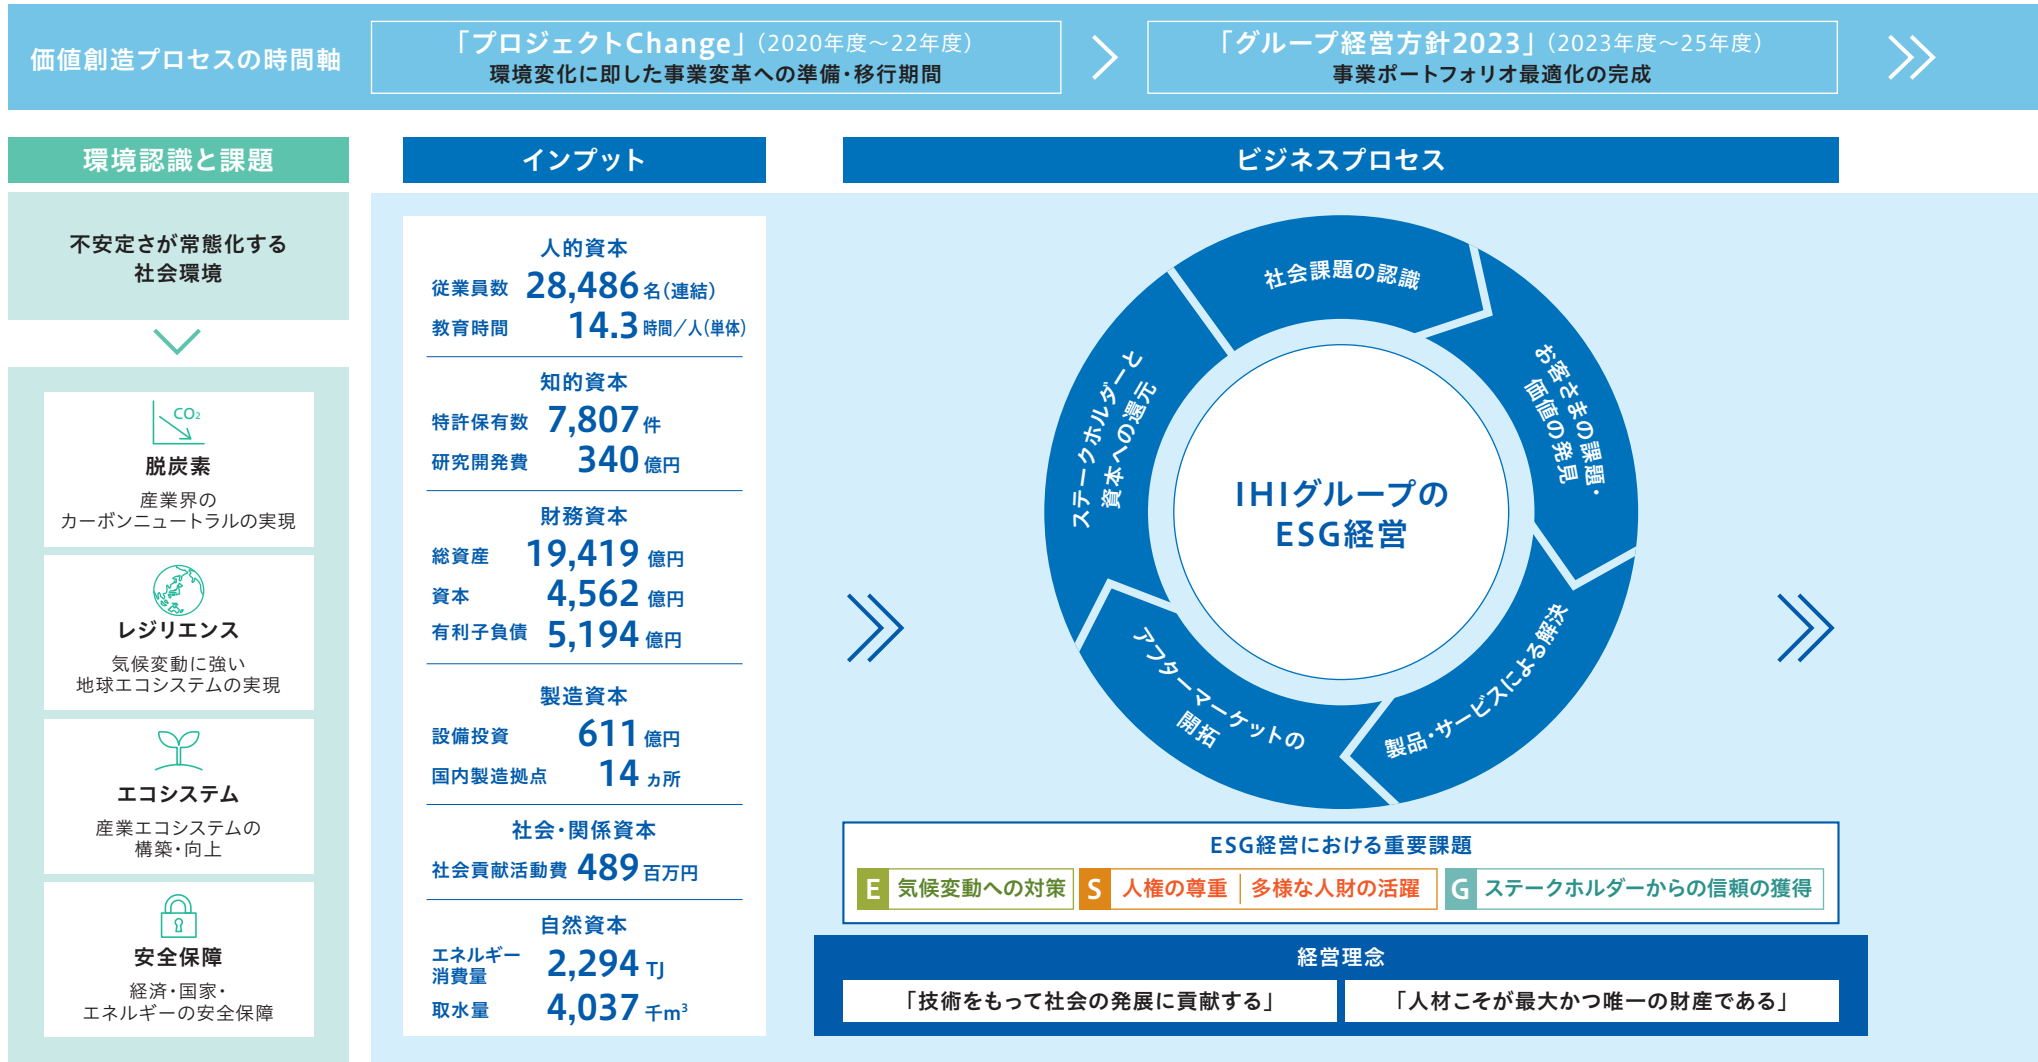 価値創造プロセスの時間軸
「プロジェクトChange」(2020年度〜22年度)
環境変化に即した事業変革への準備・移行期間
「グループ経営方針2023」(2023年度〜25年度)
事業ポートフォリオ最適化の完成
環境認識と課題
不安定さが常態化する
社会環境
CO₂
脱炭素
産業界の
カーボンニュートラルの実現
レジリエンス
気候変動に強い
地球エコシステムの実現
エコシステム
産業エコシステムの
構築・向上
安全保障
経済・国家・
エネルギーの安全保障
インプット
人的資本
従業員数 28,486 名(連結)
教育時間 14.3 時間／人(単体)
知的資本
特許保有数 7,807 件
研究開発費 340 億円
財務資本
総資産 19,419 億円
資本 4,562 億円
有利子負債 5,194 億円
製造資本
設備投資 611 億円
国内製造拠点 14 ヵ所
社会・関係資本
社会貢献活動費 489 百万円
自然資本
エネルギー
消費量 2,294 TJ
取水量 4,037 千m³
ビジネスプロセス
社会課題の認識
お客さまの課題・
価値の発見
製品・サービスによる解決
アフターマーケットの
開拓
ステークホルダーと
資本への還元
IHIグループの
ESG経営
ESG経営における重要課題
E 気候変動への対策 S 人権の尊重 多様な人財の活躍 G ステークホルダーからの信頼の獲得
経営理念
「技術をもって社会の発展に貢献する」 「人材こそが最大かつ唯一の財産である」